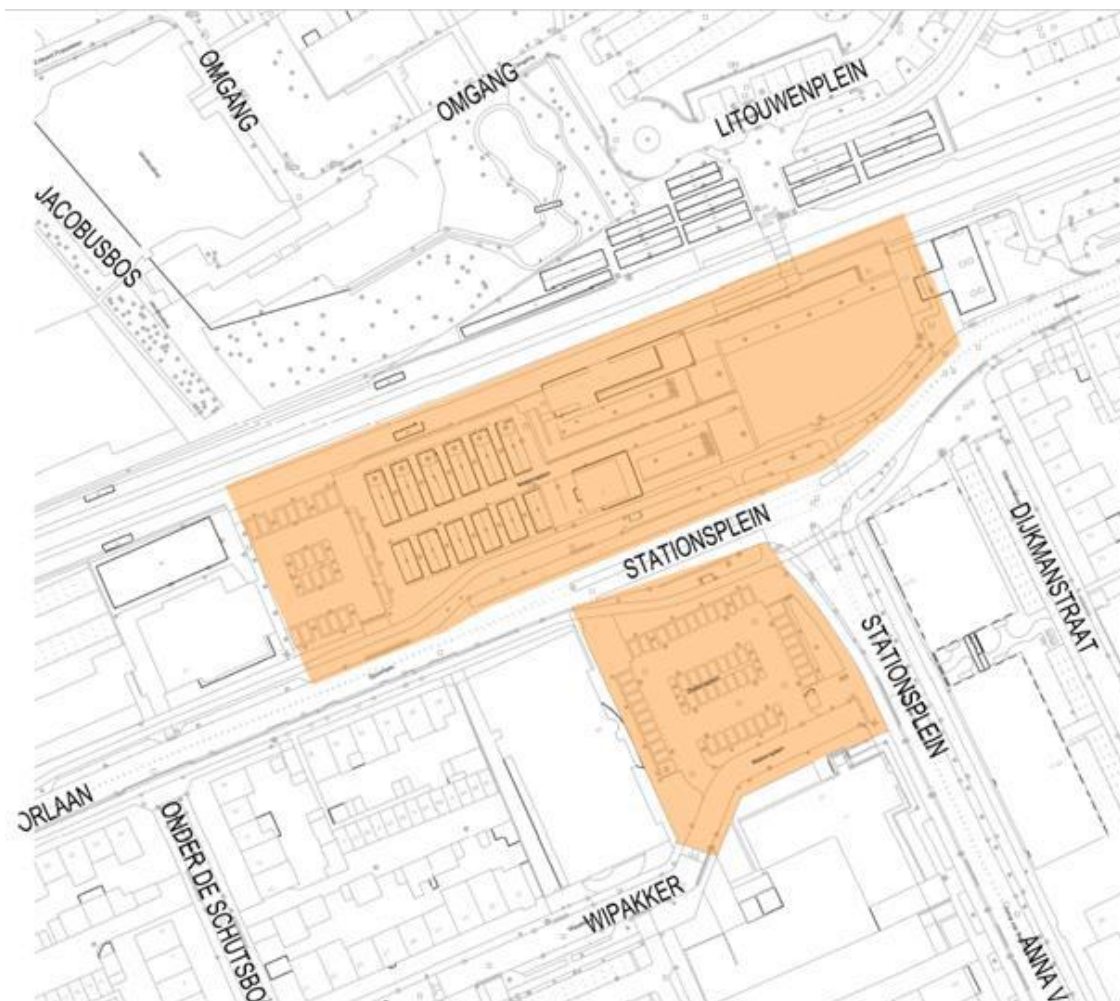 OMGANG
OMGANG
LITOUWENPLEIN
JACOBUSBOS
STATIONSPLEIN
DIJKMANSTRAAT
STATIONSPLEIN
ORLAAN
ONDER DE SCHUTSBO
WIPAKKER
ANNA V